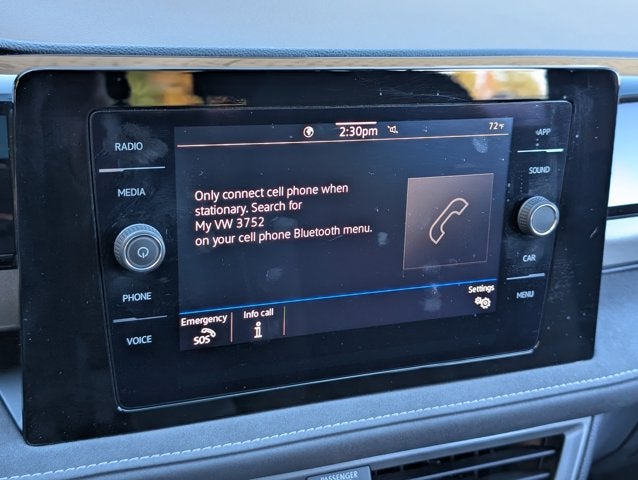 2:30pm
72°F
RADIO
MEDIA
PHONE
VOICE
Only connect cell phone when
stationary. Search for
My VW 3752
on your cell phone Bluetooth menu.
Emergency
SOS
Info call
i
Settings
APP
SOUND
CAR
MENU
PASSENGER